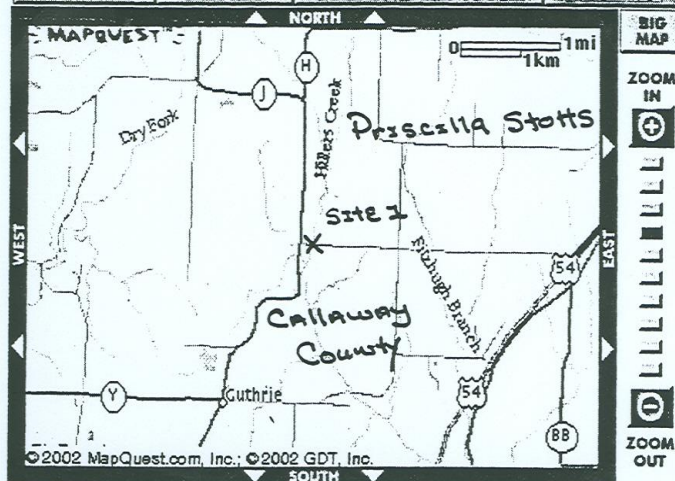 NORTH
MAPQUEST
BIG
MAP
0 1mi
1km
H
ZOOM
IN
J
Dry Fork
Hillers Creek
Priscilla Stotts
Site 1
WEST
EAST
54
Fitzhugh Branch
Callaway
County
54
Guthrie
Y
BB
ZOOM
OUT
©2002 MapQuest.com, Inc.; ©2002 GDT, Inc.
SOUTH